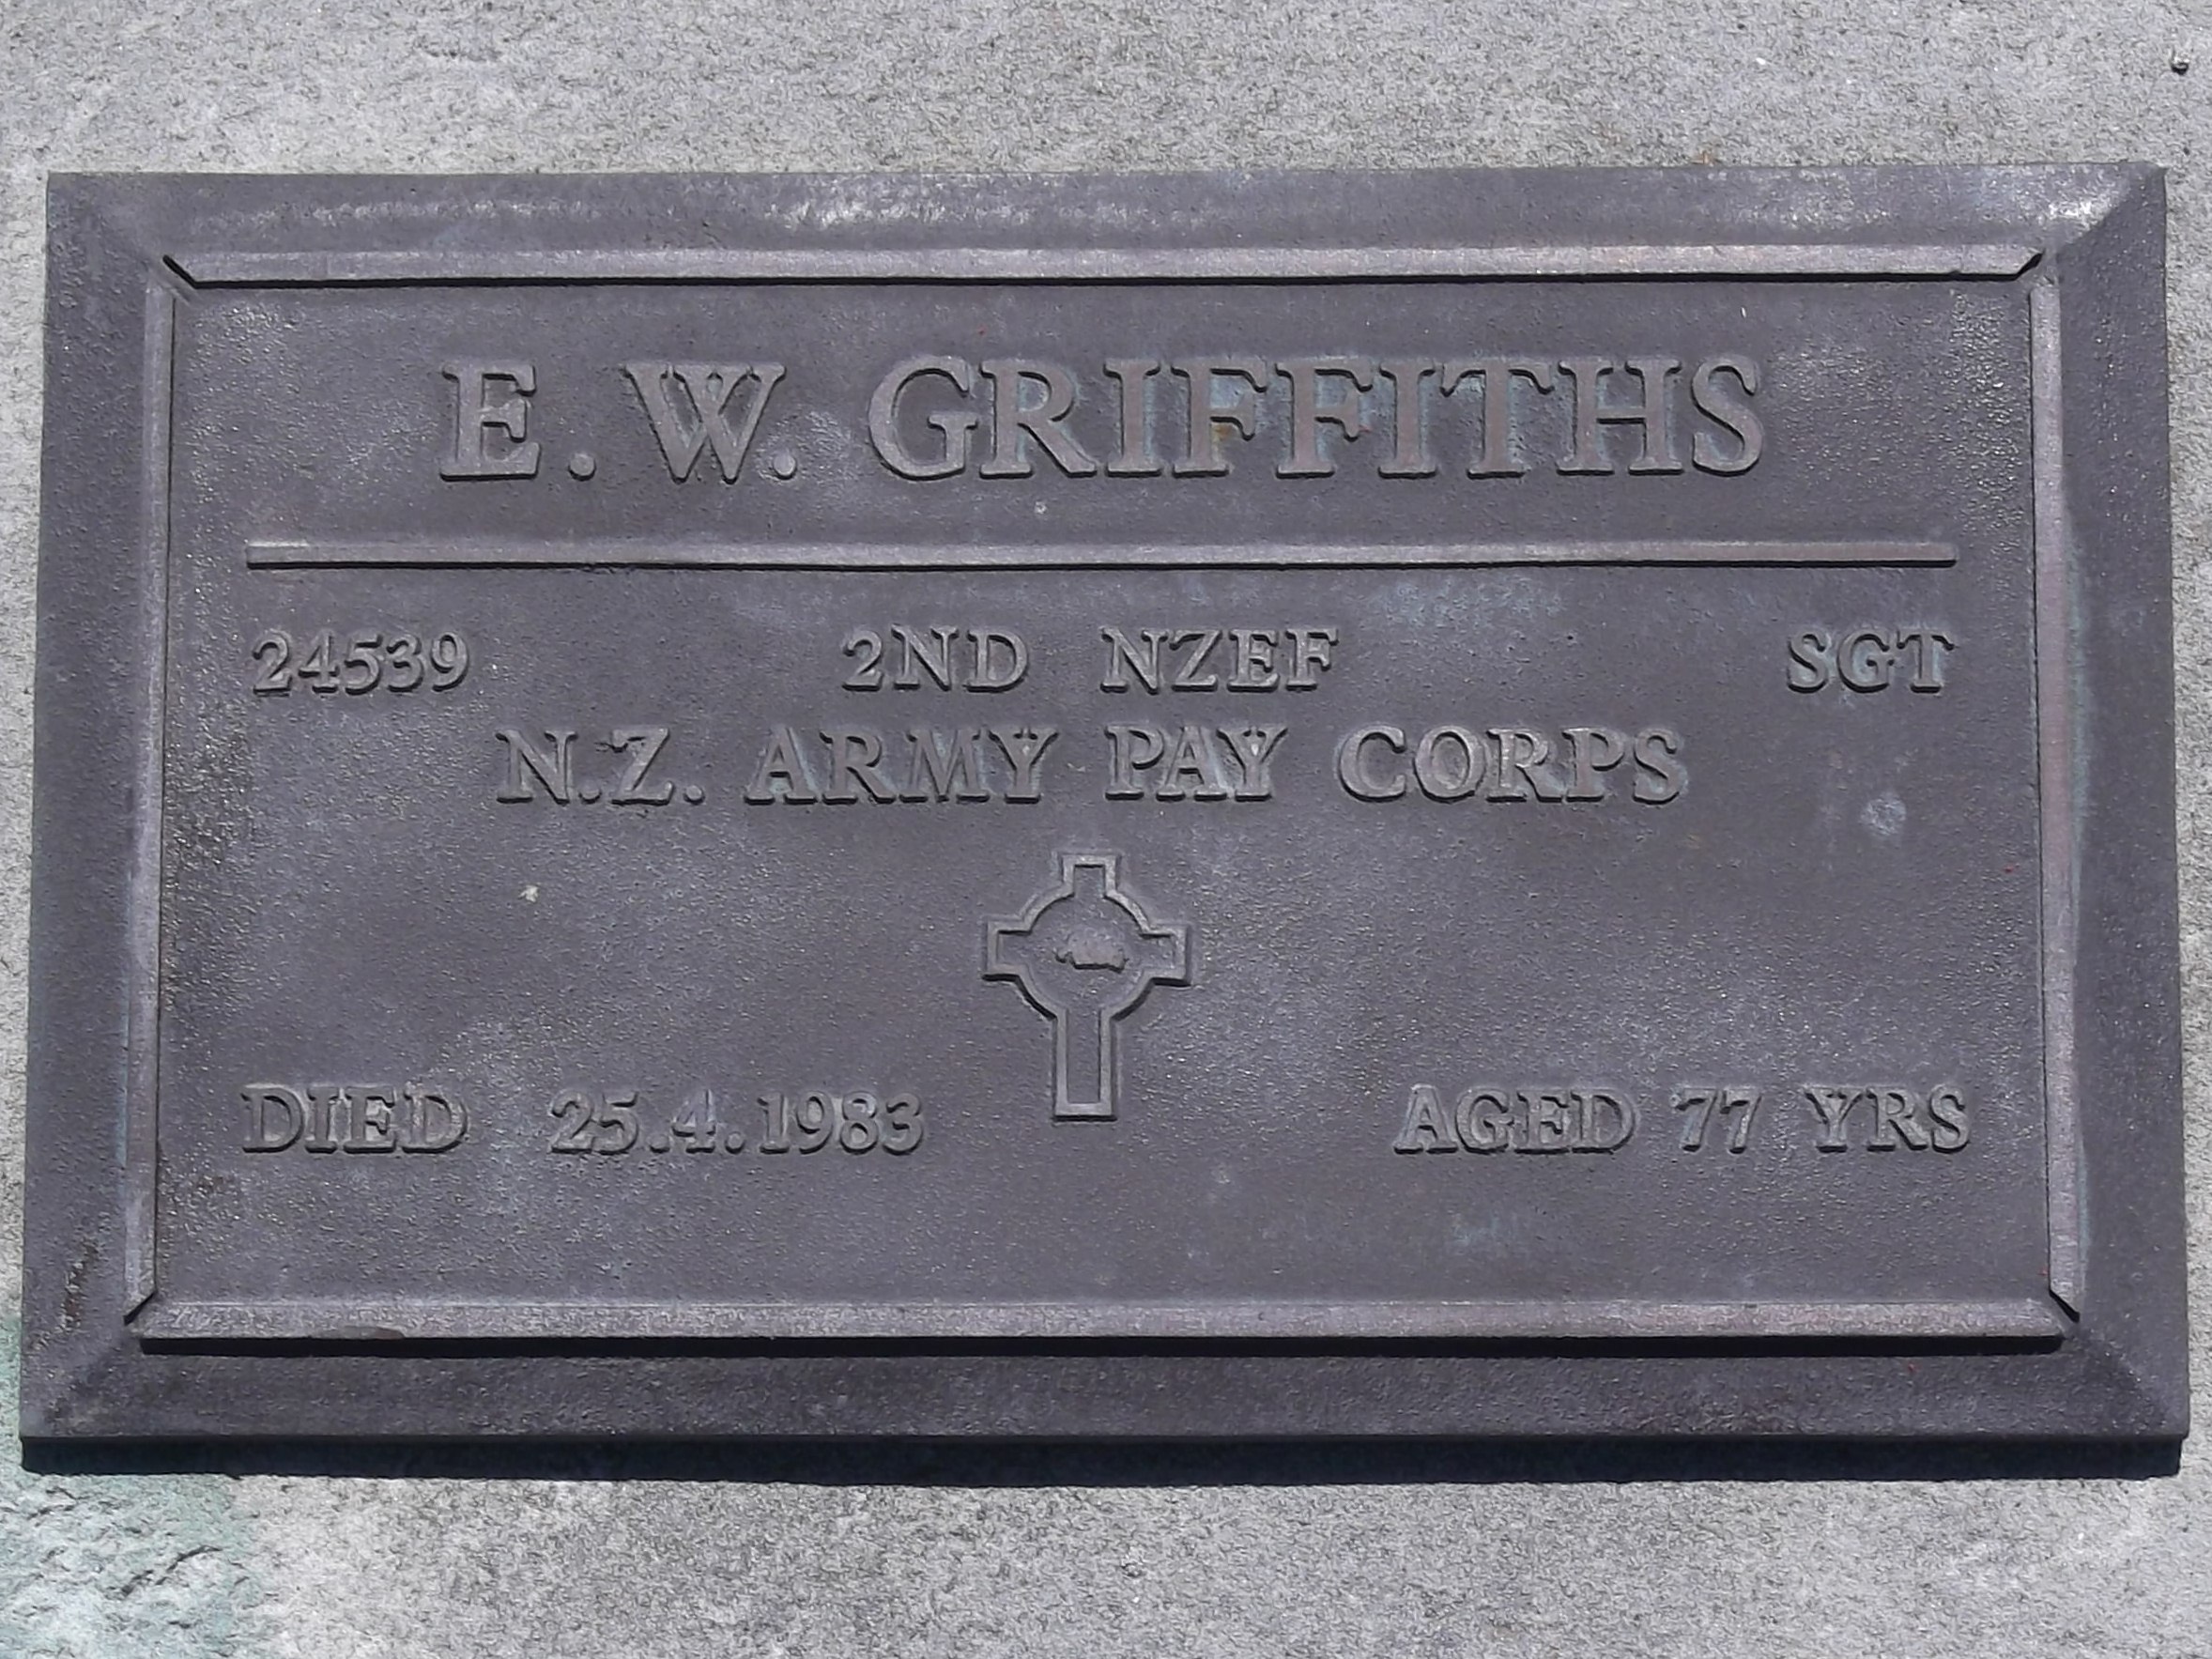 E. W. GRIFFITHS
24539 2ND NZEF SGT
N.Z. ARMY PAY CORPS
DIED 25.4.1983 AGED 77 YRS